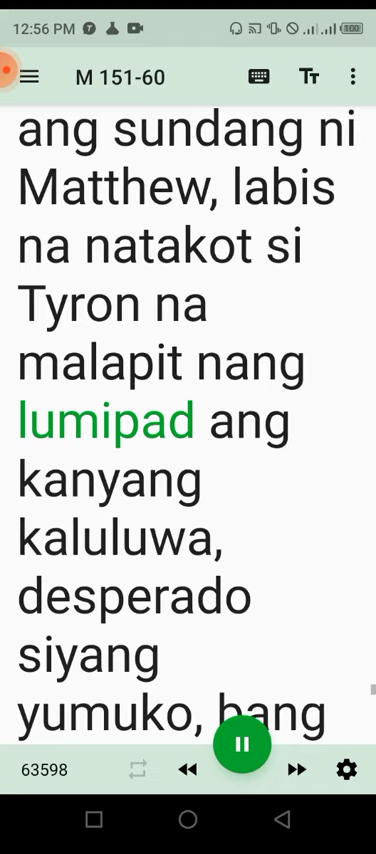 12:56 PM
M 151-60
ang sundang ni
Matthew, labis
na natakot si
Tyron na
malapit nang
lumipad ang
kanyang
kaluluwa,
desperado
siyang
yumuko, bang
63598